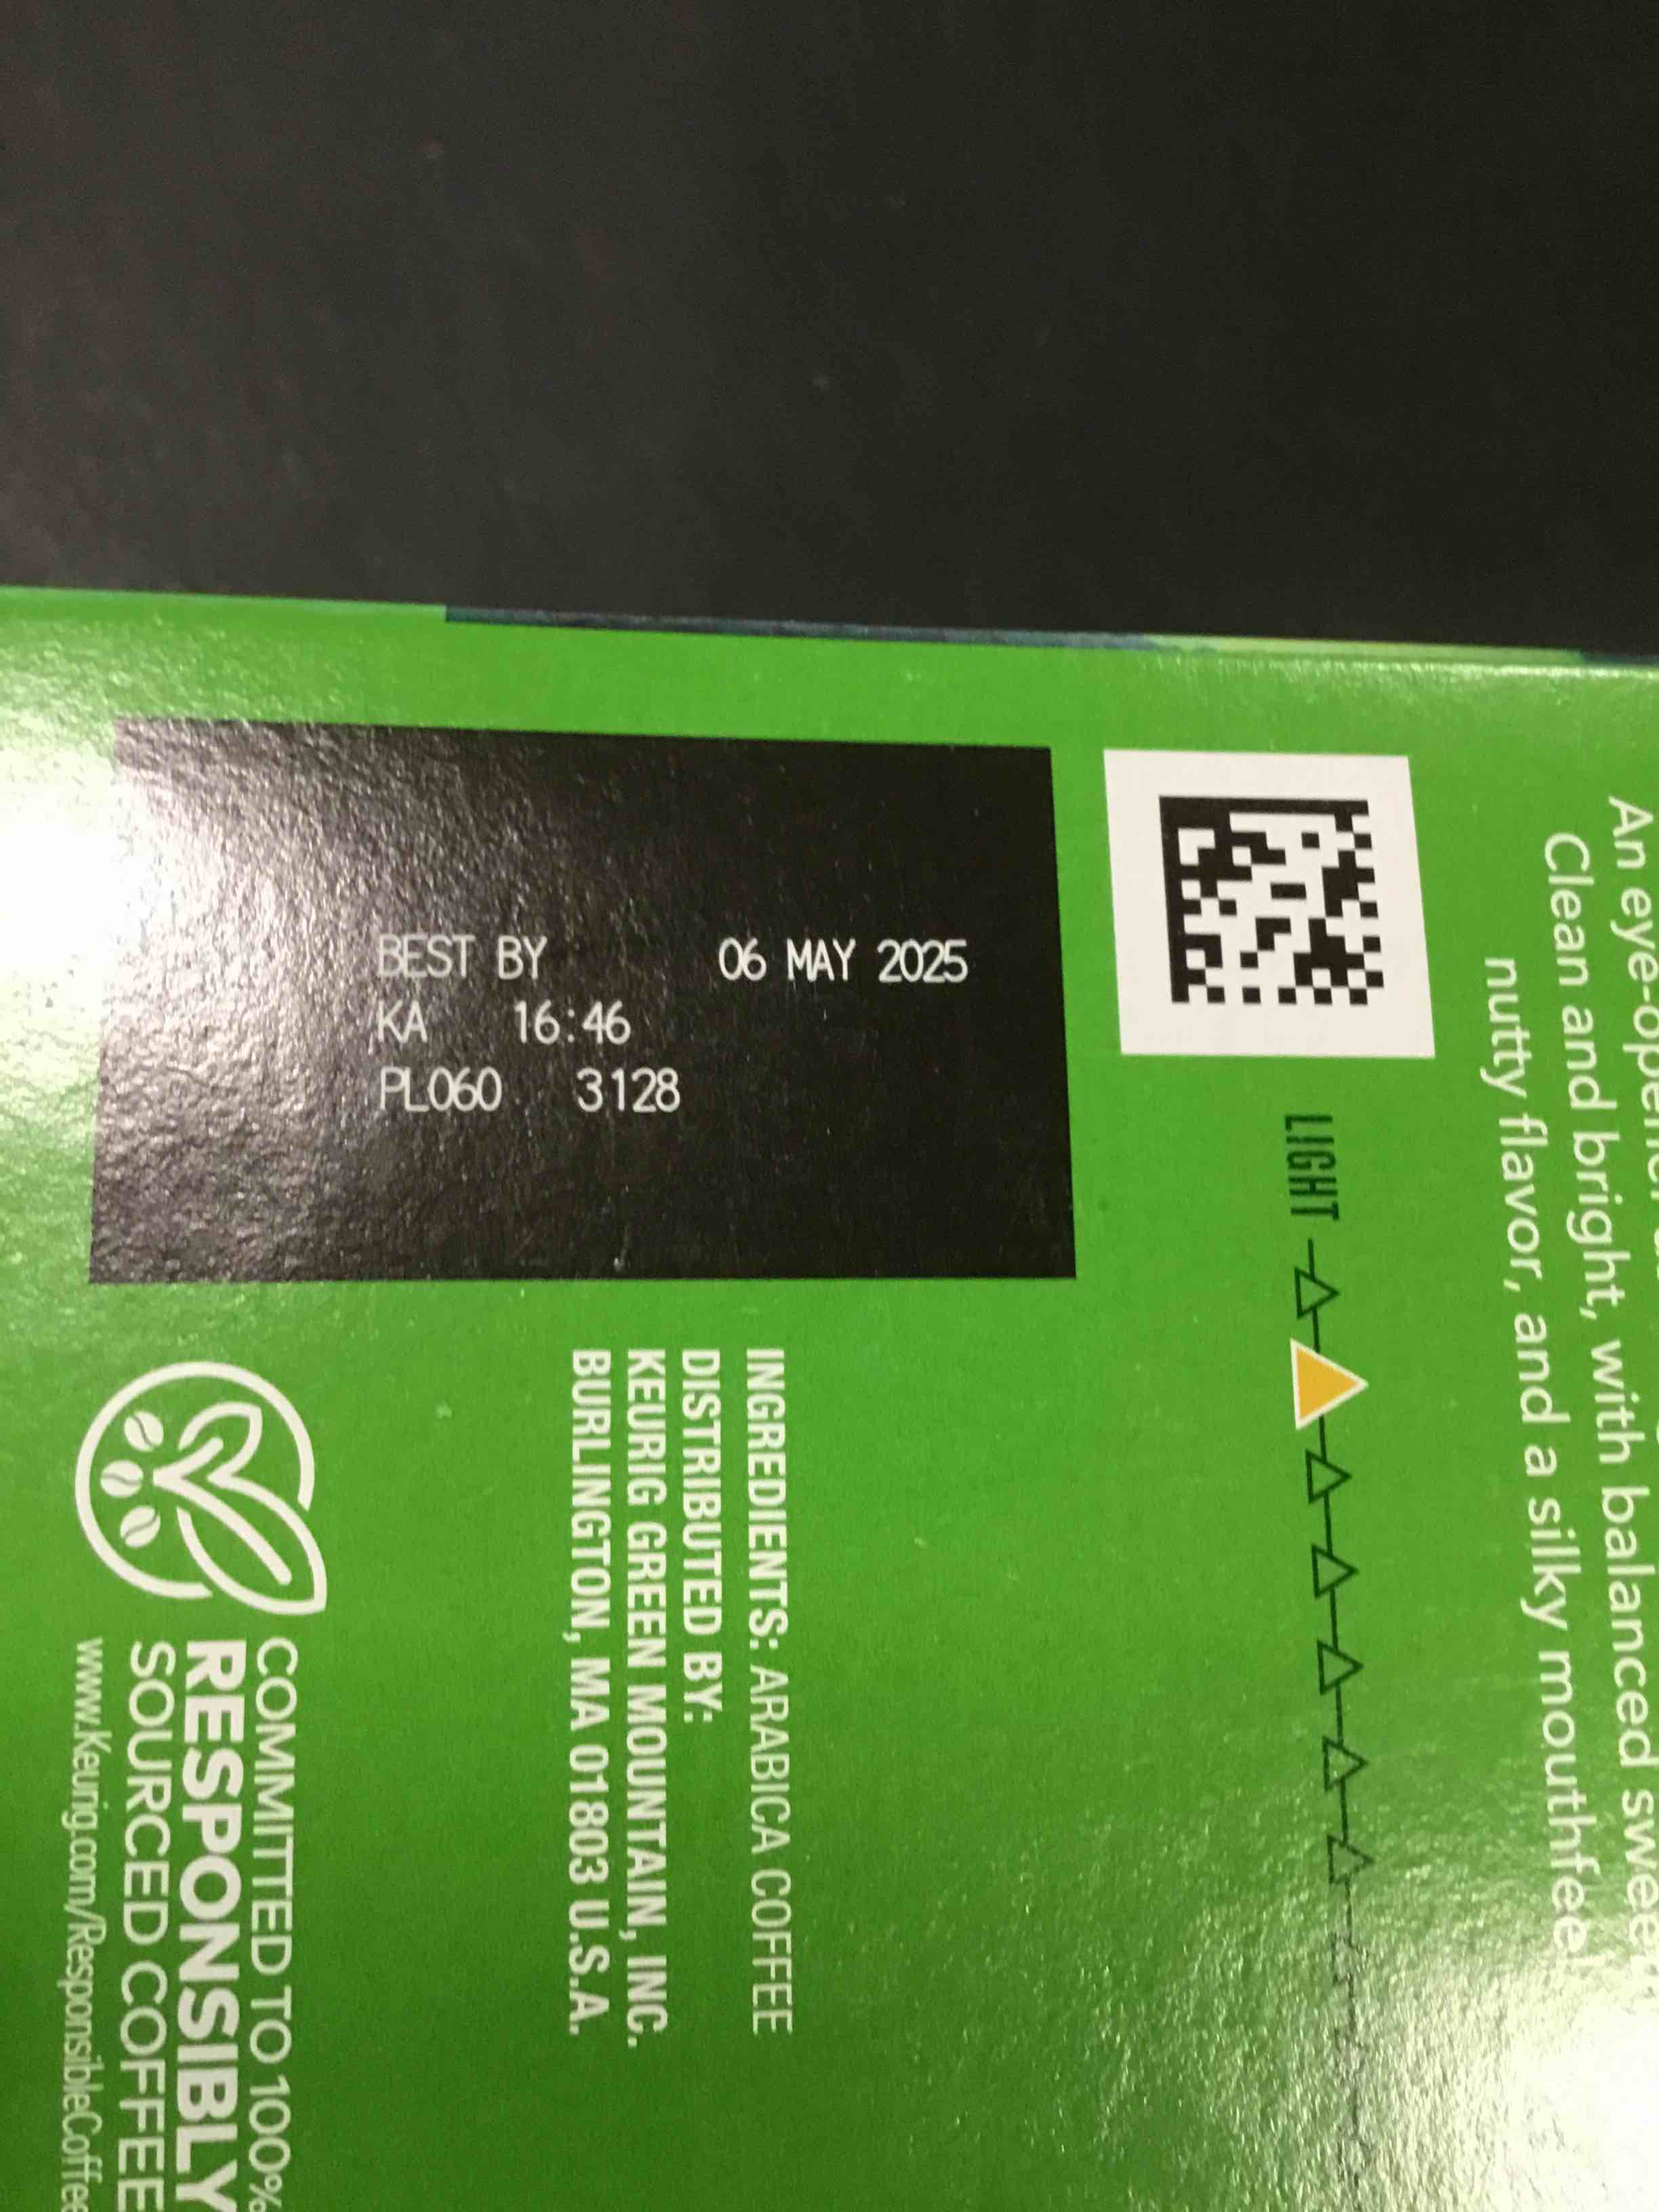 BEST BY 06 MAY 2025
KA 16:46
PL060 3128
Clean and bright, with balanced
nutty flavor, and a silky mouthfeel.
LIGHT
INGREDIENTS: ARABICA COFFEE
DISTRIBUTED BY:
KEURIG GREEN MOUNTAIN, INC.
BURLINGTON, MA 01803 U.S.A.
COMMITTED TO 100%
RESPONSIBLY
SOURCED COFFEE
www.Keurig.com/ResponsibleCoffee